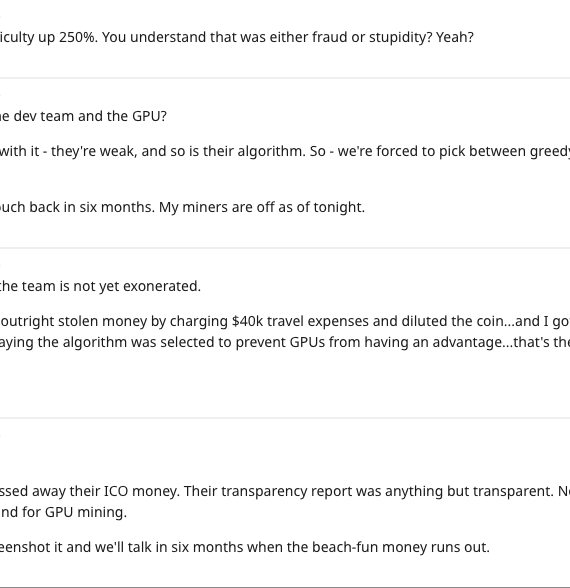 iculty up 250%. You understand that was either fraud or stupidity? Yeah?
dev team and the GPU?
with it - they're weak, and so is their algorithm. So - we're forced to pick between greedy
ouch back in six months. My miners are off as of tonight.
the team is not yet exonerated.
outright stolen money by charging $40k travel expenses and diluted the coin...and I go
aying the algorithm was selected to prevent GPUs from having an advantage...that's the
ssed away their ICO money. Their transparency report was anything but transparent. N
nd for GPU mining.
eenshot it and we'll talk in six months when the beach-fun money runs out.